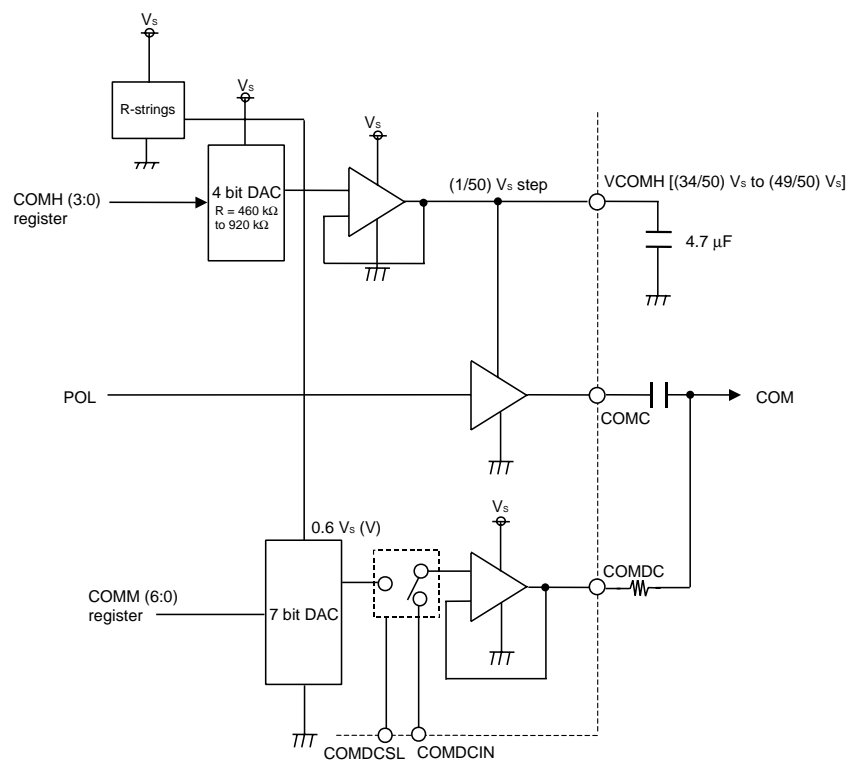 Vs
R-strings
Vs
Vs
(1/50) Vs step
VCOMH [(34/50) Vs to (49/50) Vs]
COMH (3:0)
register
4 bit DAC
R = 460 kΩ
to 920 kΩ
4.7 μF
POL
COMC
COM
Vs
0.6 Vs (V)
COMDC
COMM (6:0)
register
7 bit DAC
COMDCSL
COMDCIN